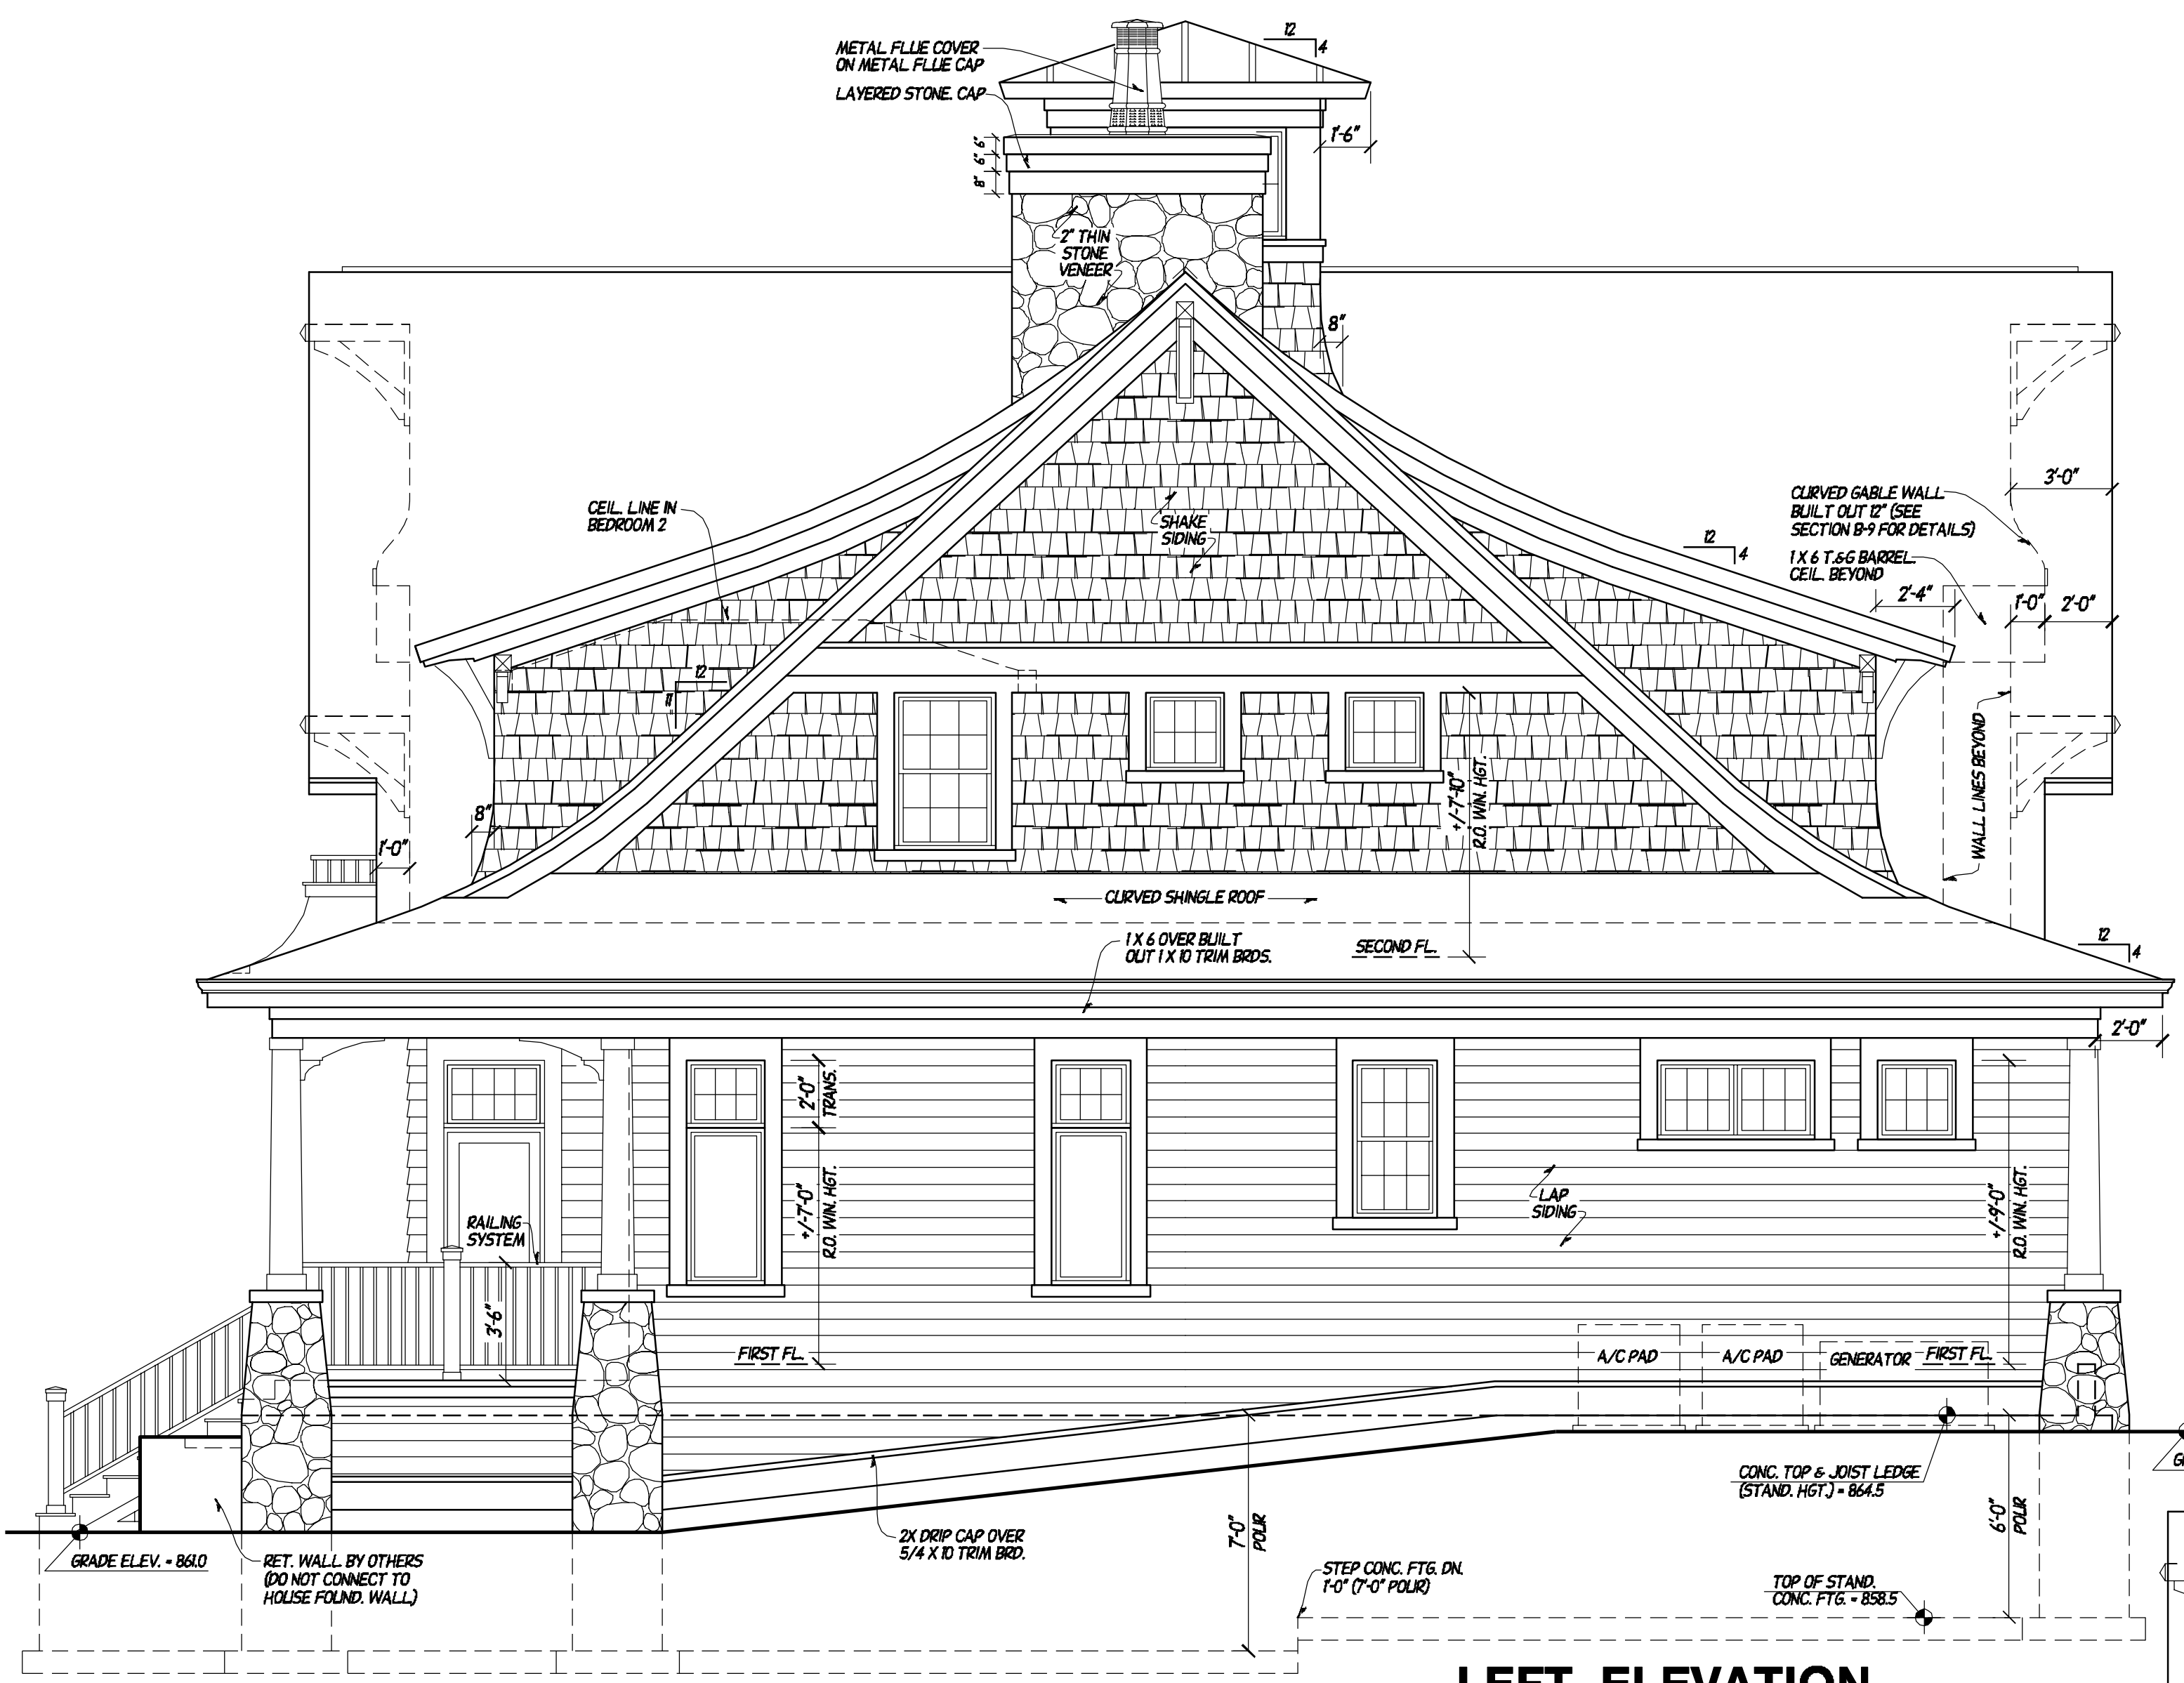 METAL FLUE COVER
ON METAL FLUE CAP
LAYERED STONE. CAP
12
4
1'-6"
6"
6"
8"
2" THIN
STONE
VENEER
8"
3'-0"
CURVED GABLE WALL
BUILT OUT 12" (SEE
SECTION B-9 FOR DETAILS)
1 X 6 T.&G BARREL.
CEIL. BEYOND
CEIL. LINE IN
BEDROOM 2
SHAKE
SIDING
12
4
2'-4"
1'-0"
2'-0"
12
11
WALL LINES BEYOND
+/-7'-10"
R.O. WIN. HGT.
8"
1'-0"
CURVED SHINGLE ROOF
1 X 6 OVER BUILT
OUT 1 X 10 TRIM BRDS.
SECOND FL.
12
4
2'-0"
2'-0"
TRANS.
+/-7'-0"
R.O. WIN. HGT.
RAILING
SYSTEM
LAP
SIDING
+/-9'-0"
R.O. WIN. HGT.
3'-6"
FIRST FL.
A/C PAD
A/C PAD
GENERATOR
FIRST FL.
CONC. TOP & JOIST LEDGE
(STAND. HGT.) = 864.5
7'-0"
POUR
6'-0"
POUR
2X DRIP CAP OVER
5/4 X 10 TRIM BRD.
GRADE ELEV. = 861.0
RET. WALL BY OTHERS
(DO NOT CONNECT TO
HOUSE FOUND. WALL)
STEP CONC. FTG. DN.
1'-0" (7'-0" POUR)
TOP OF STAND.
CONC. FTG. = 858.5
LEFT ELEVATION